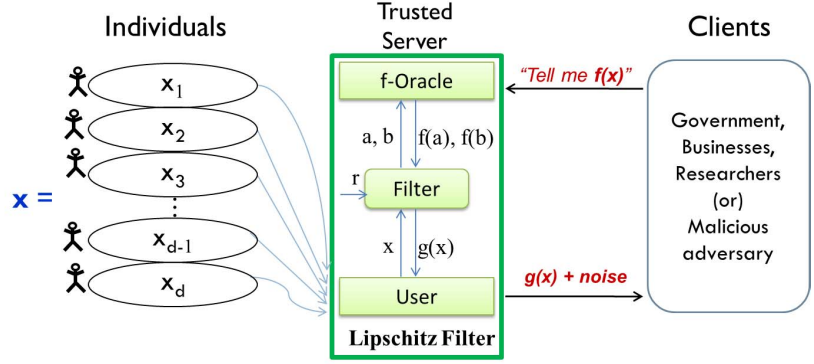 Individuals
x =
x1
x2
x3
xd-1
xd
Trusted
Server
f-Oracle
a, b
f(a), f(b)
r
Filter
x
g(x)
User
Lipschitz Filter
Clients
“Tell me f(x)”
Government,
Businesses,
Researchers
(or)
Malicious
adversary
g(x) + noise